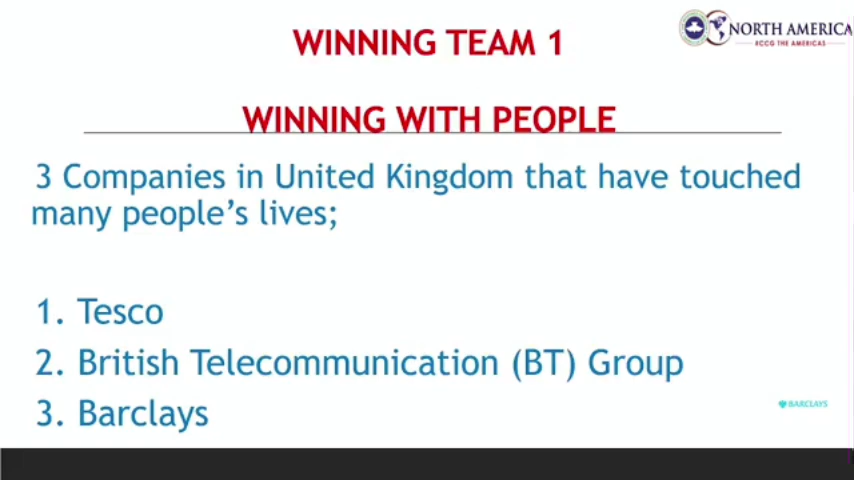 WINNING TEAM 1
NORTH AMERICA
RCCG THE AMERICAS
WINNING WITH PEOPLE
3 Companies in United Kingdom that have touched
many people's lives;
1. Tesco
2. British Telecommunication (BT) Group
3. Barclays
BARCLAYS